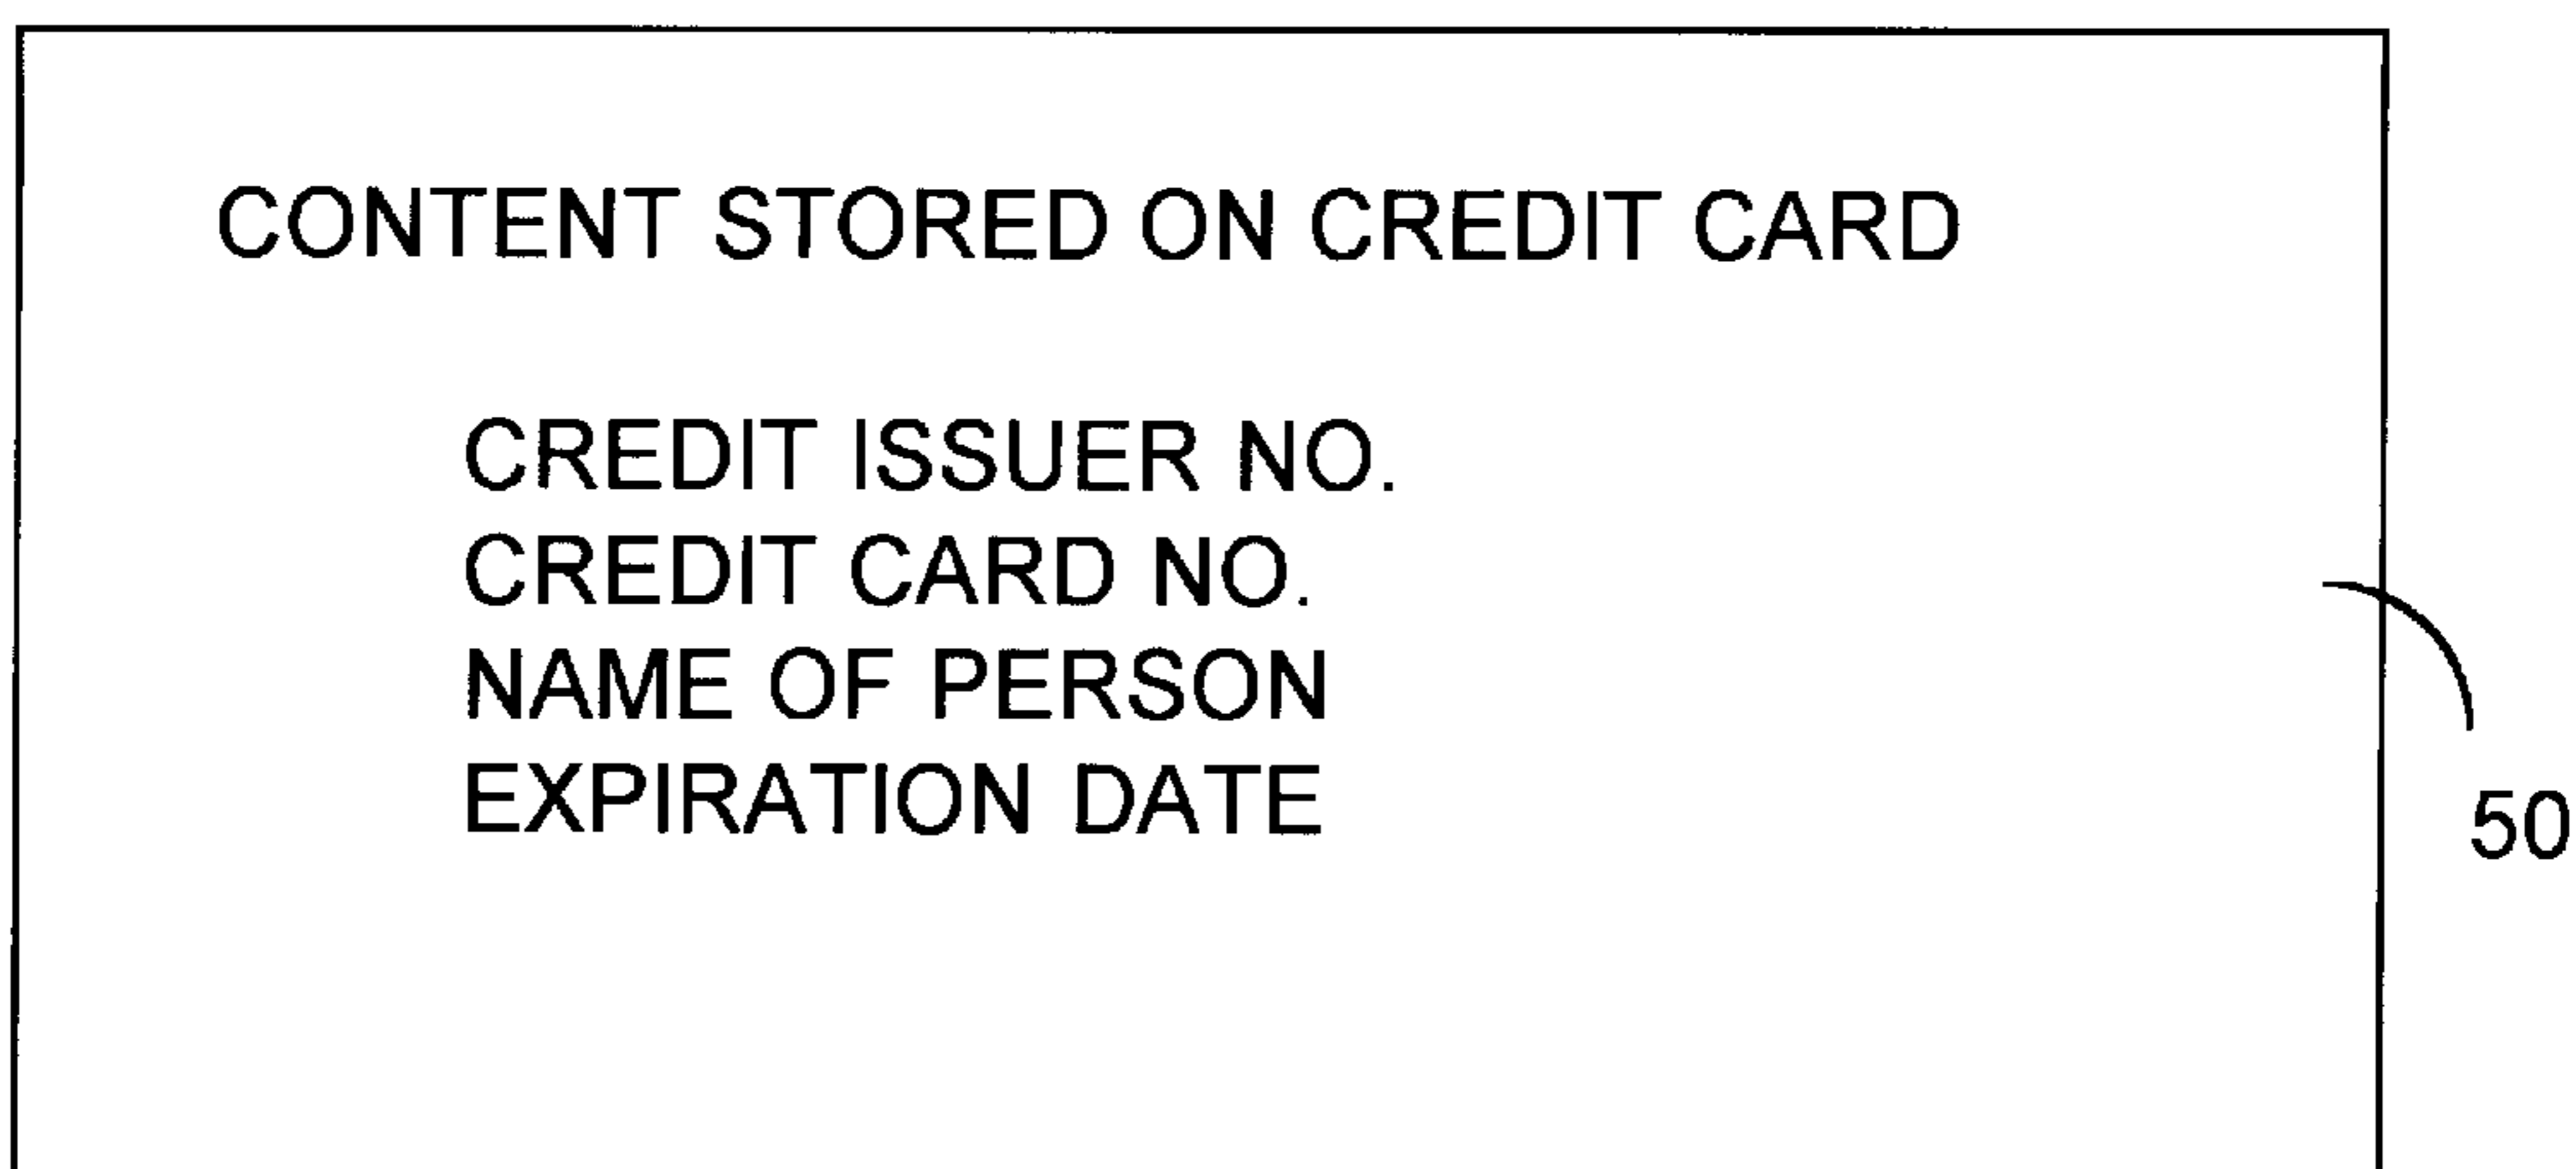 CONTENT STORED ON CREDIT CARD
CREDIT ISSUER NO.
CREDIT CARD NO.
NAME OF PERSON
EXPIRATION DATE
50